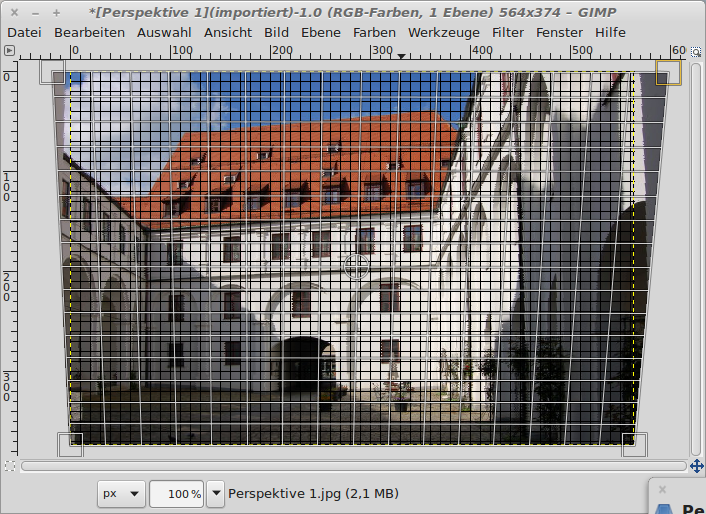 *[Perspektive 1](importiert)-1.0 (RGB-Farben, 1 Ebene) 564x374 – GIMP
Datei Bearbeiten Auswahl Ansicht Bild Ebene Farben Werkzeuge Filter Fenster Hilfe
0 100 200 300 400 500 60
0
100
200
300
px 100 % Perspektive 1.jpg (2,1 MB)
Pe